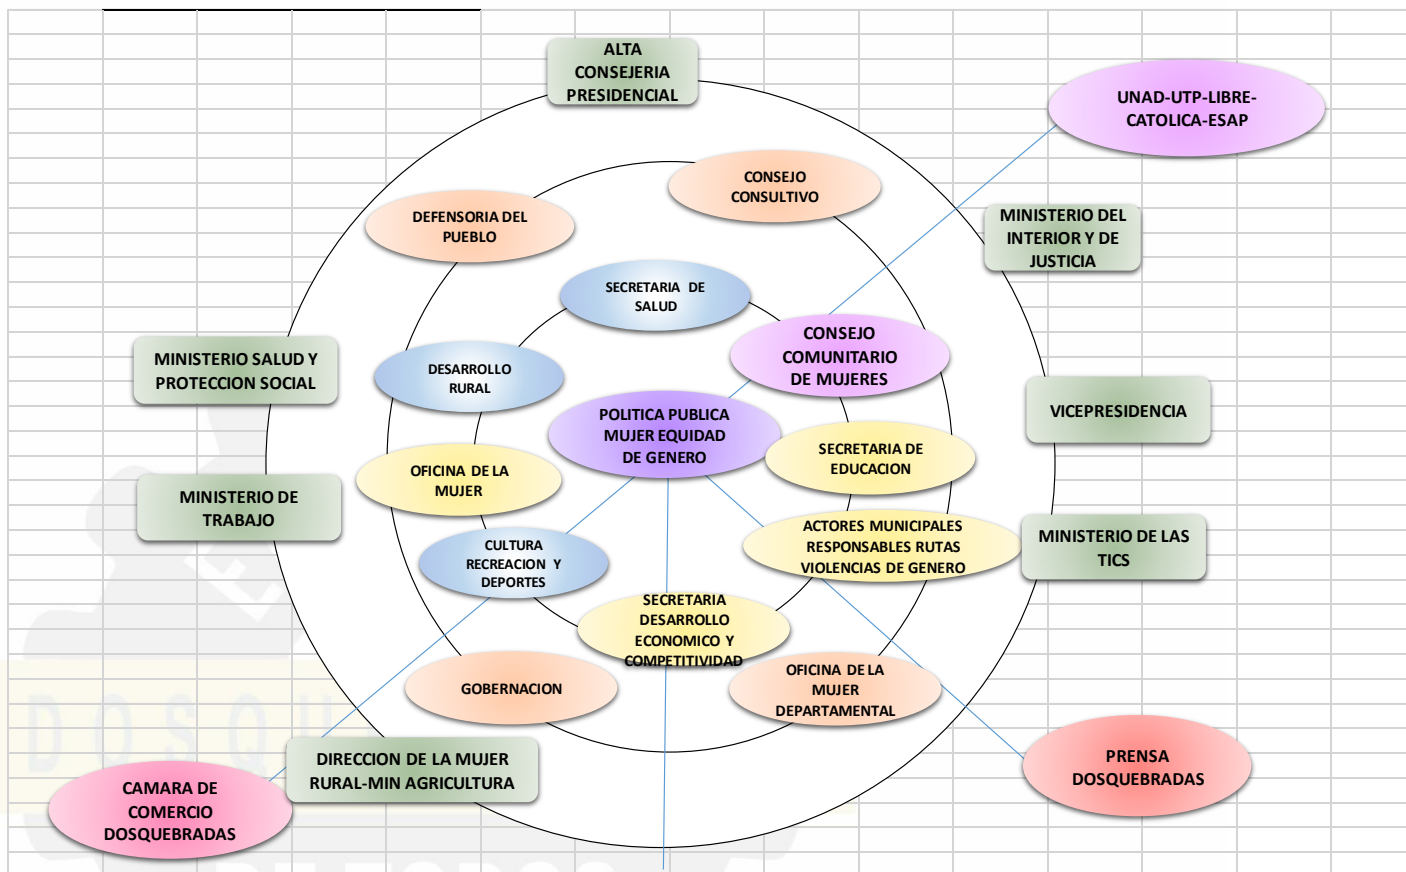 ALTA
CONSEJERIA
PRESIDENCIAL
UNAD-UTP-LIBRE-
CATOLICA-ESAP
CONSEJO
CONSULTIVO
DEFENSORIA DEL
PUEBLO
MINISTERIO DEL
INTERIOR Y DE
JUSTICIA
SECRETARIA DE
SALUD
CONSEJO
COMUNITARIO
DE MUJERES
MINISTERIO SALUD Y
PROTECCION SOCIAL
DESARROLLO
RURAL
POLITICA PUBLICA
MUJER EQUIDAD
DE GENERO
VICEPRESIDENCIA
SECRETARIA DE
EDUCACION
OFICINA DE LA
MUJER
MINISTERIO DE
TRABAJO
ACTORES MUNICIPALES
RESPONSABLES RUTAS
VIOLENCIAS DE GENERO
MINISTERIO DE LAS
TICS
CULTURA
RECREACION Y
DEPORTES
SECRETARIA
DESARROLLO
ECONOMICO Y
COMPETITIVIDAD
GOBERNACION
OFICINA DE LA
MUJER
DEPARTAMENTAL
DIRECCION DE LA MUJER
RURAL-MIN AGRICULTURA
PRENSA
DOSQUEBRADAS
CAMARA DE
COMERCIO
DOSQUEBRADAS